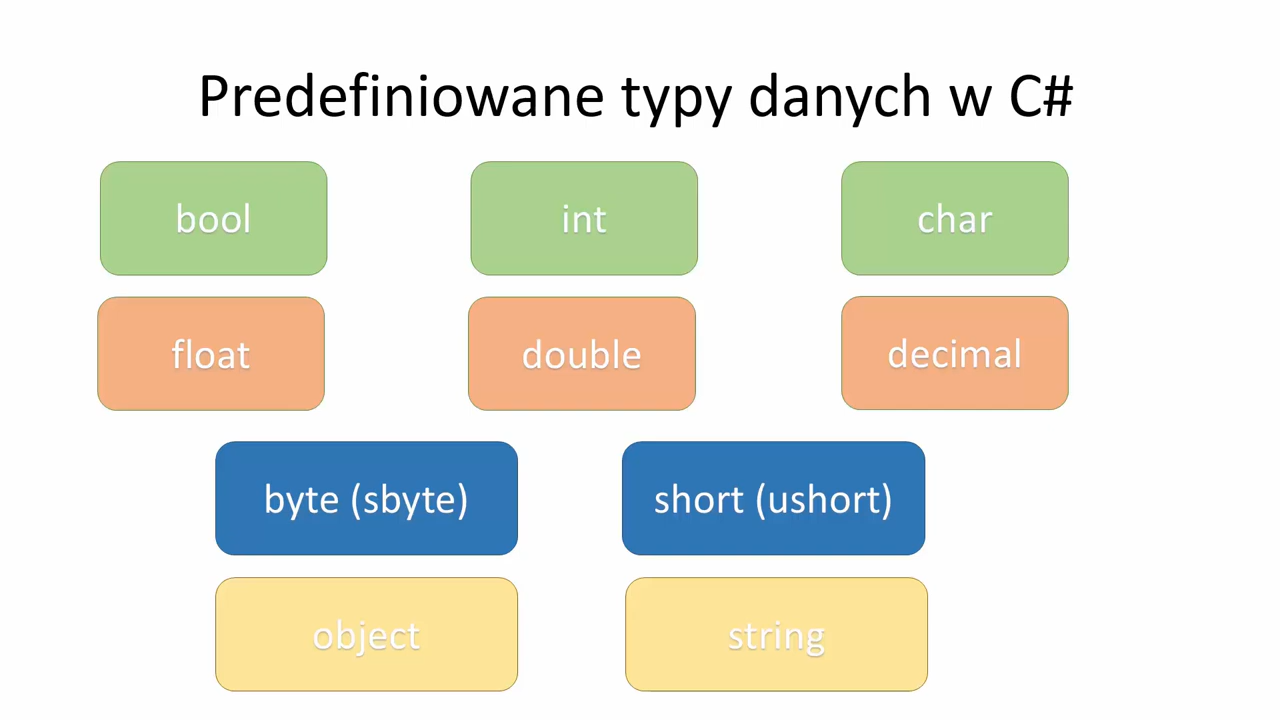 Predefiniowane typy danych w C#
bool
int
char
float
double
decimal
byte (sbyte)
short (ushort)
object
string